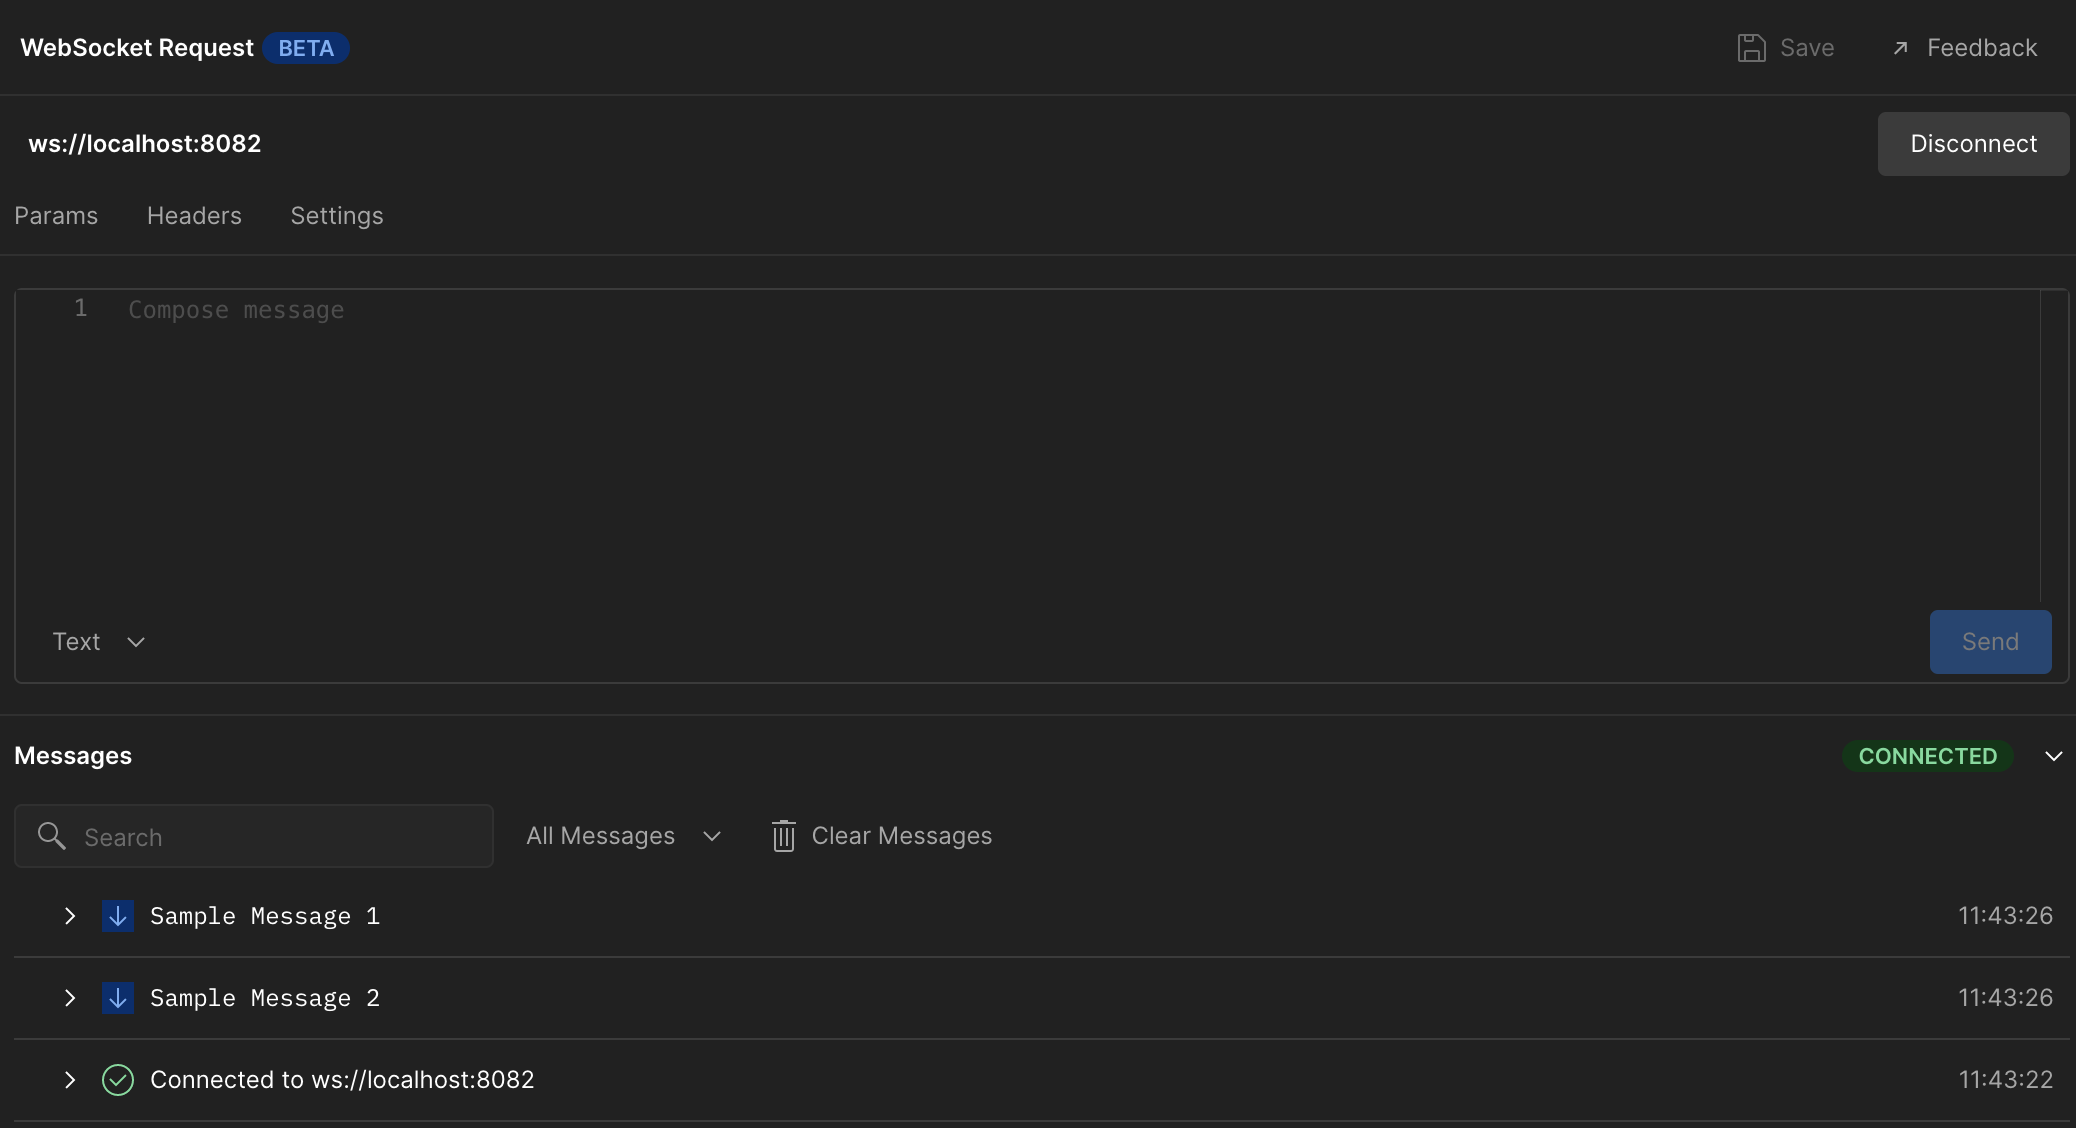 WebSocket Request BETA Save Feedback
ws://localhost:8082 Disconnect
Params Headers Settings
1 Compose message
Text Send
Messages CONNECTED
Search All Messages Clear Messages
Sample Message 1 11:43:26
Sample Message 2 11:43:26
Connected to ws://localhost:8082 11:43:22